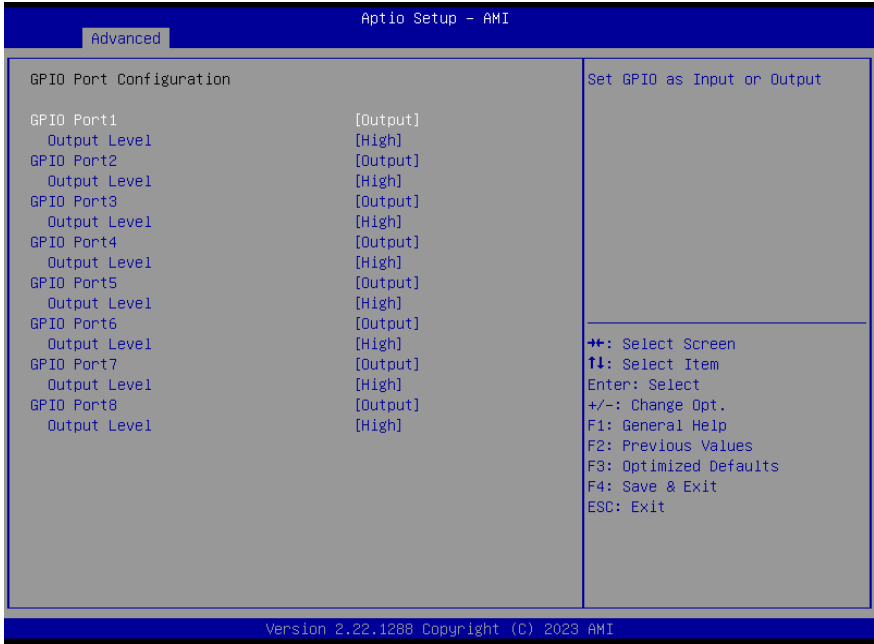 Aptio Setup - AMI
Advanced
GPIO Port Configuration
GPIO Port1 [Output]
Output Level [High]
GPIO Port2 [Output]
Output Level [High]
GPIO Port3 [Output]
Output Level [High]
GPIO Port4 [Output]
Output Level [High]
GPIO Port5 [Output]
Output Level [High]
GPIO Port6 [Output]
Output Level [High]
GPIO Port7 [Output]
Output Level [High]
GPIO Port8 [Output]
Output Level [High]
Set GPIO as Input or Output
→←: Select Screen
↑↓: Select Item
Enter: Select
+/-: Change Opt.
F1: General Help
F2: Previous Values
F3: Optimized Defaults
F4: Save & Exit
ESC: Exit
Version 2.22.1288 Copyright (C) 2023 AMI